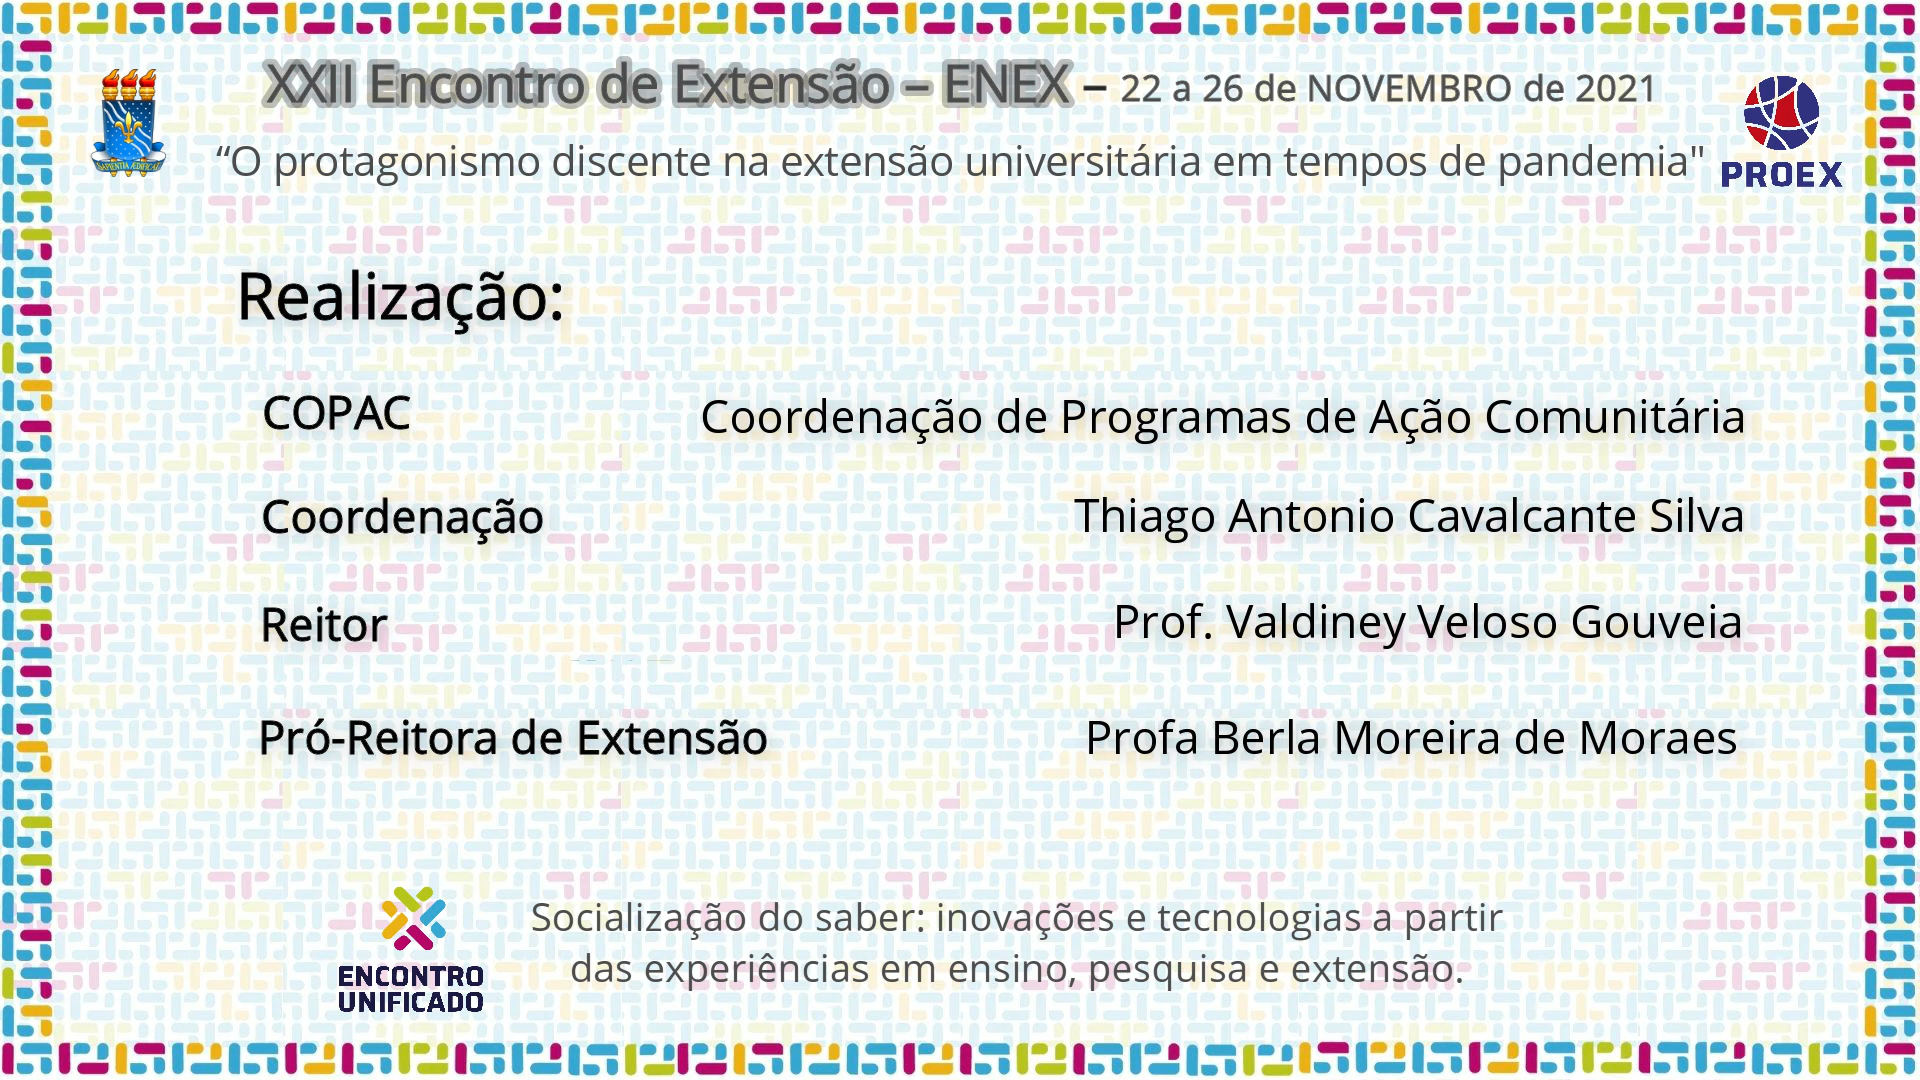 XXII Encontro de Extensão – ENEX – 22 a 26 de NOVEMBRO de 2021
“O protagonismo discente na extensão universitária em tempos de pandemia"
PROEX
SAPIENTIA ÆDIFICAT
Realização:
COPAC Coordenação de Programas de Ação Comunitária
Coordenação Thiago Antonio Cavalcante Silva
Reitor Prof. Valdiney Veloso Gouveia
Pró-Reitora de Extensão Profa Berla Moreira de Moraes
Socialização do saber: inovações e tecnologias a partir
das experiências em ensino, pesquisa e extensão.
ENCONTRO
UNIFICADO